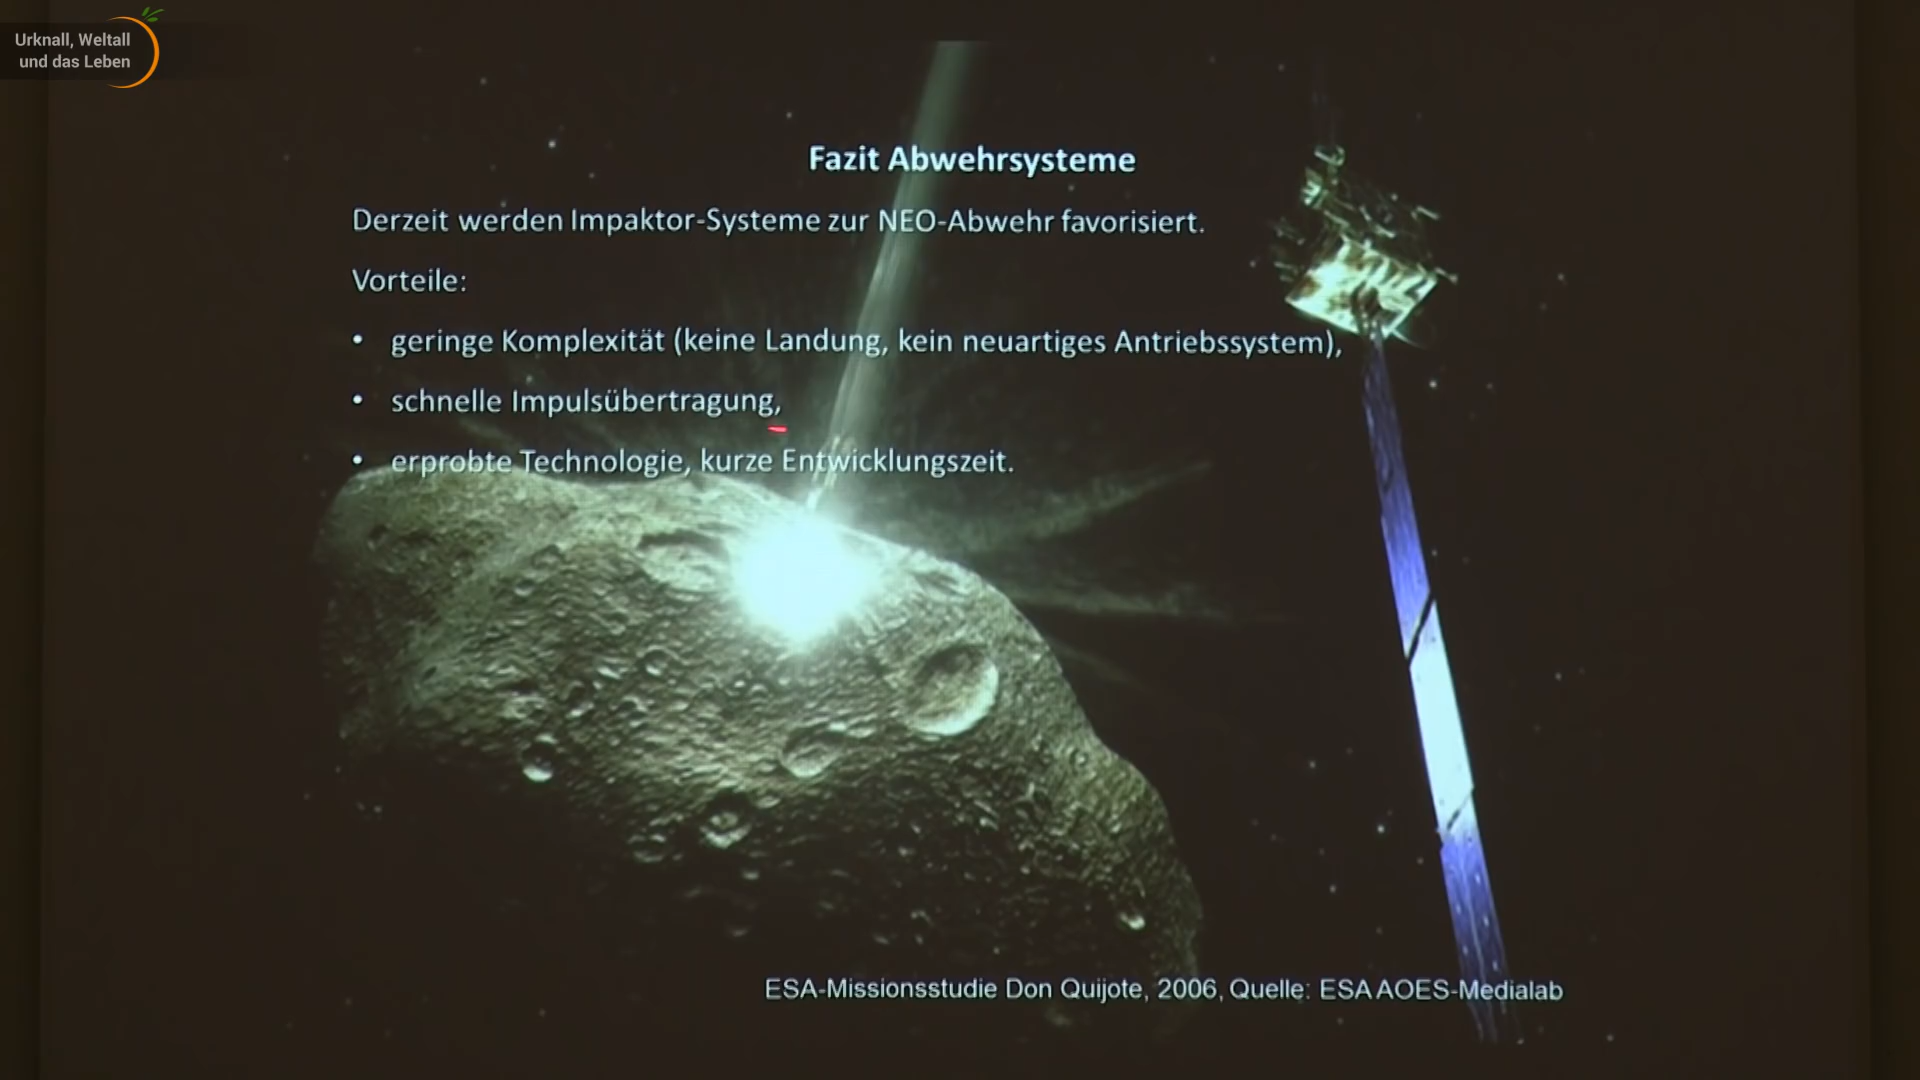 Urknall, Weltall
und das Leben
Fazit Abwehrsysteme
Derzeit werden Impaktor-Systeme zur NEO-Abwehr favorisiert.
Vorteile:
• geringe Komplexität (keine Landung, kein neuartiges Antriebssystem),
• schnelle Impulsübertragung,
• erprobte Technologie, kurze Entwicklungszeit.
ESA-Missionsstudie Don Quijote, 2006, Quelle: ESA AOES-Medialab